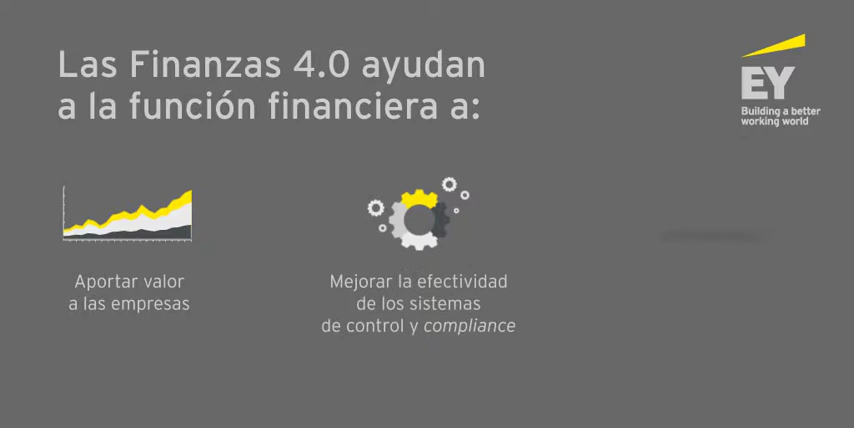 Las Finanzas 4.0 ayudan
a la función financiera a:
EY
Building a better
working world
Aportar valor
a las empresas
Mejorar la efectividad
de los sistemas
de control y compliance